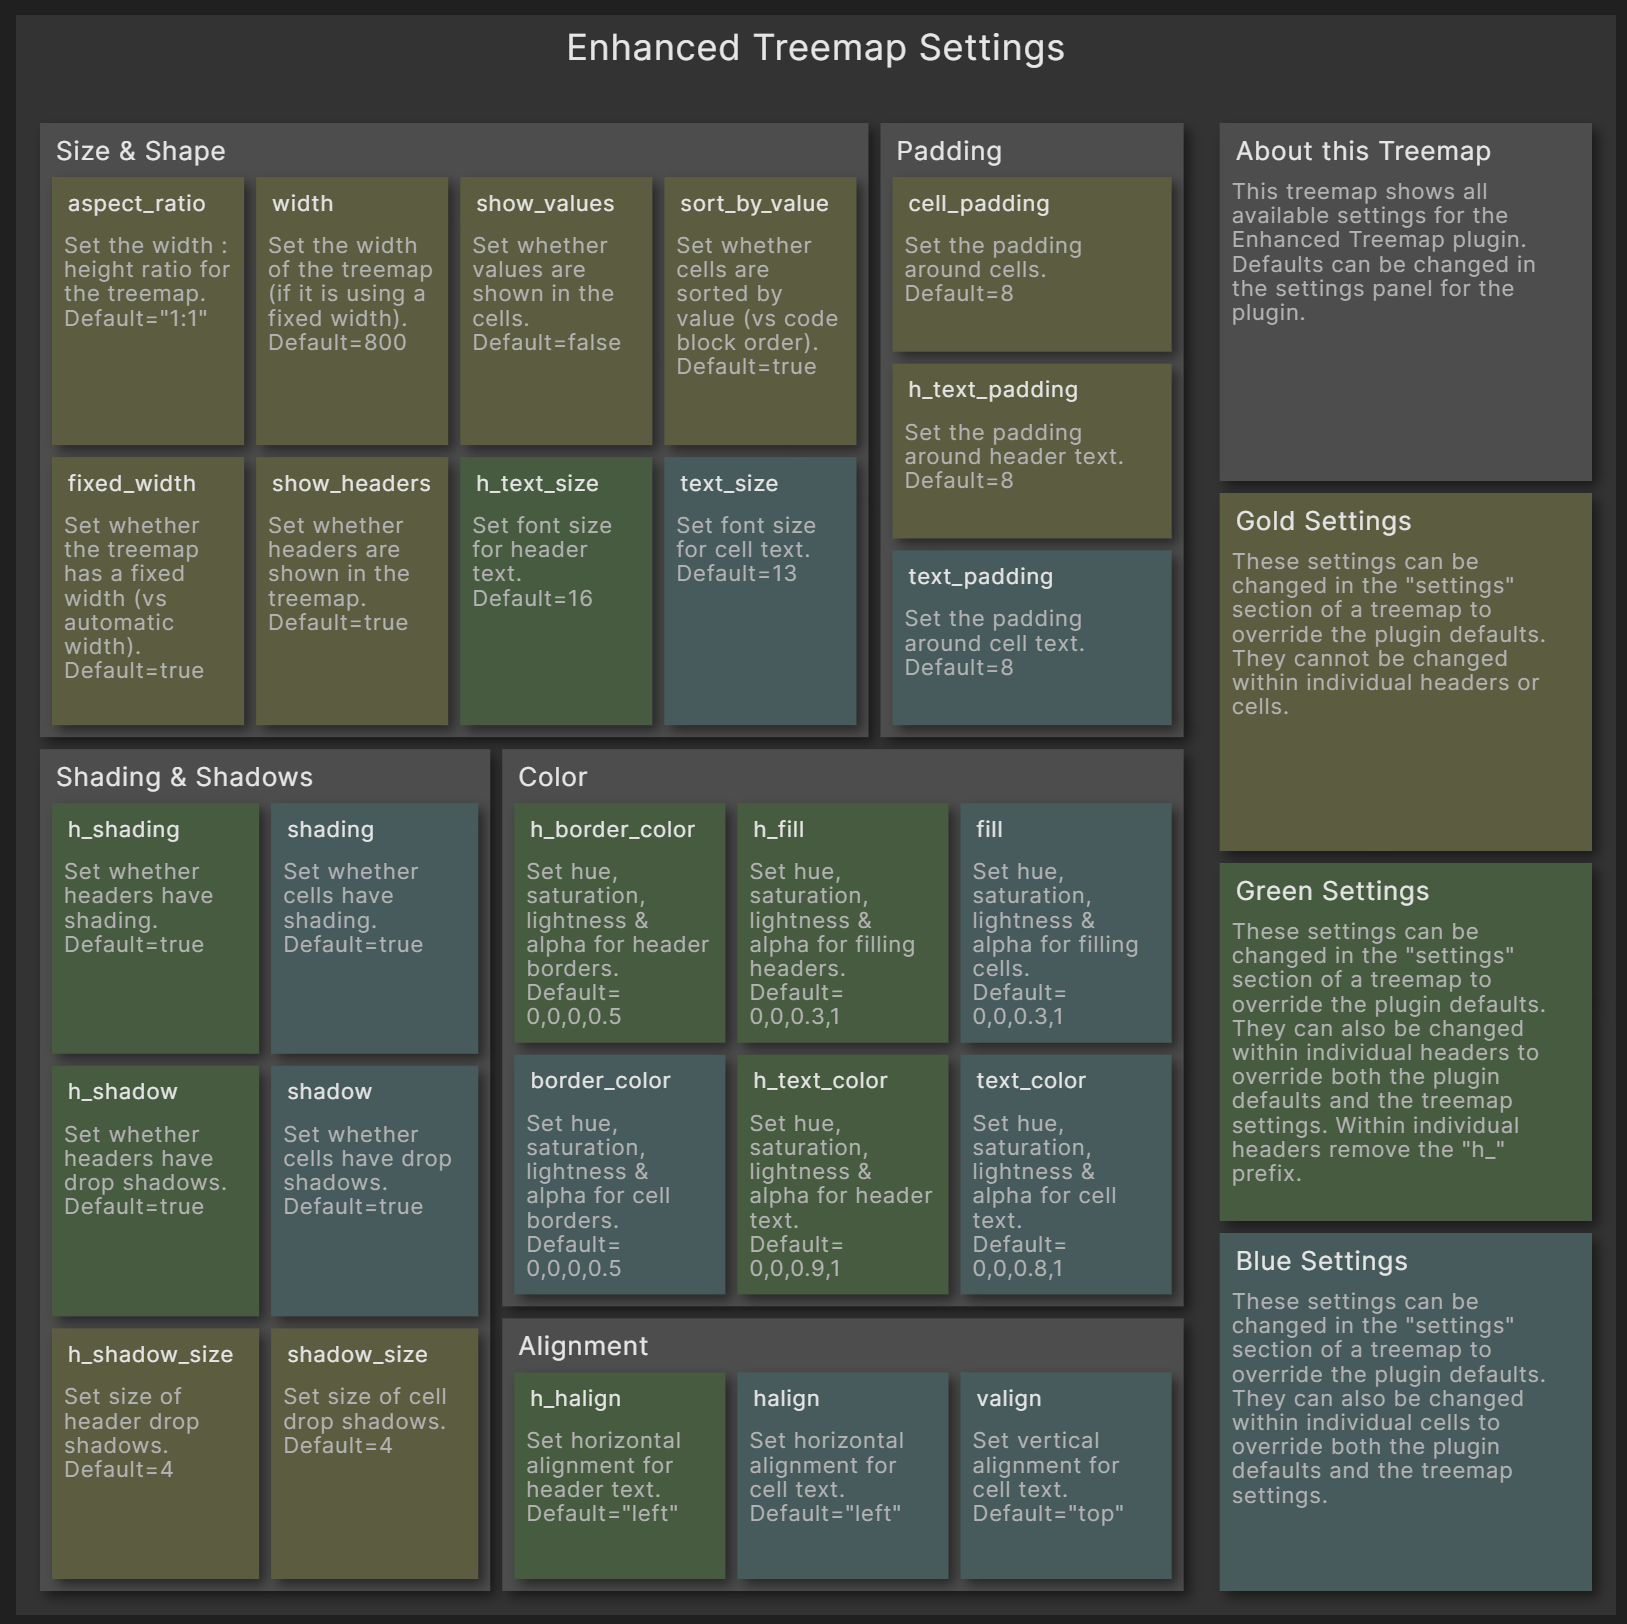 Enhanced Treemap Settings
Size & Shape
aspect_ratio
Set the width :
height ratio for
the treemap.
Default="1:1"
width
Set the width
of the treemap
(if it is using a
fixed width).
Default=800
show_values
Set whether
values are
shown in the
cells.
Default=false
sort_by_value
Set whether
cells are
sorted by
value (vs code
block order).
Default=true
fixed_width
Set whether
the treemap
has a fixed
width (vs
automatic
width).
Default=true
show_headers
Set whether
headers are
shown in the
treemap.
Default=true
h_text_size
Set font size
for header
text.
Default=16
text_size
Set font size
for cell text.
Default=13
Padding
cell_padding
Set the padding
around cells.
Default=8
h_text_padding
Set the padding
around header text.
Default=8
text_padding
Set the padding
around cell text.
Default=8
Shading & Shadows
h_shading
Set whether
headers have
shading.
Default=true
shading
Set whether
cells have
shading.
Default=true
h_shadow
Set whether
headers have
drop shadows.
Default=true
shadow
Set whether
cells have drop
shadows.
Default=true
h_shadow_size
Set size of
header drop
shadows.
Default=4
shadow_size
Set size of cell
drop shadows.
Default=4
Color
h_border_color
Set hue,
saturation,
lightness &
alpha for header
borders.
Default=
0,0,0,0.5
h_fill
Set hue,
saturation,
lightness &
alpha for filling
headers.
Default=
0,0,0.3,1
fill
Set hue,
saturation,
lightness &
alpha for filling
cells.
Default=
0,0,0.3,1
border_color
Set hue,
saturation,
lightness &
alpha for cell
borders.
Default=
0,0,0,0.5
h_text_color
Set hue,
saturation,
lightness &
alpha for header
text.
Default=
0,0,0.9,1
text_color
Set hue,
saturation,
lightness &
alpha for cell
text.
Default=
0,0,0.8,1
Alignment
h_halign
Set horizontal
alignment for
header text.
Default="left"
halign
Set horizontal
alignment for
cell text.
Default="left"
valign
Set vertical
alignment for
cell text.
Default="top"
About this Treemap
This treemap shows all
available settings for the
Enhanced Treemap plugin.
Defaults can be changed in
the settings panel for the
plugin.
Gold Settings
These settings can be
changed in the "settings"
section of a treemap to
override the plugin defaults.
They cannot be changed
within individual headers or
cells.
Green Settings
These settings can be
changed in the "settings"
section of a treemap to
override the plugin defaults.
They can also be changed
within individual headers to
override both the plugin
defaults and the treemap
settings. Within individual
headers remove the "h_"
prefix.
Blue Settings
These settings can be
changed in the "settings"
section of a treemap to
override the plugin defaults.
They can also be changed
within individual cells to
override both the plugin
defaults and the treemap
settings.